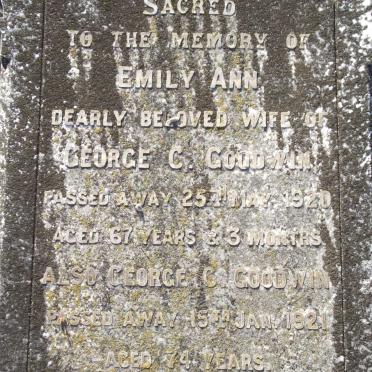 SACRED
TO THE MEMORY OF
EMILY ANN
DEARLY BELOVED WIFE OF
GEORGE C. GOODWIN
PASSED AWAY 25TH MAY 1920
AGED 67 YEARS & 3 MONTHS
ALSO GEORGE C. GOODWIN
PASSED AWAY 15TH JAN. 1921
AGED 74 YEARS.